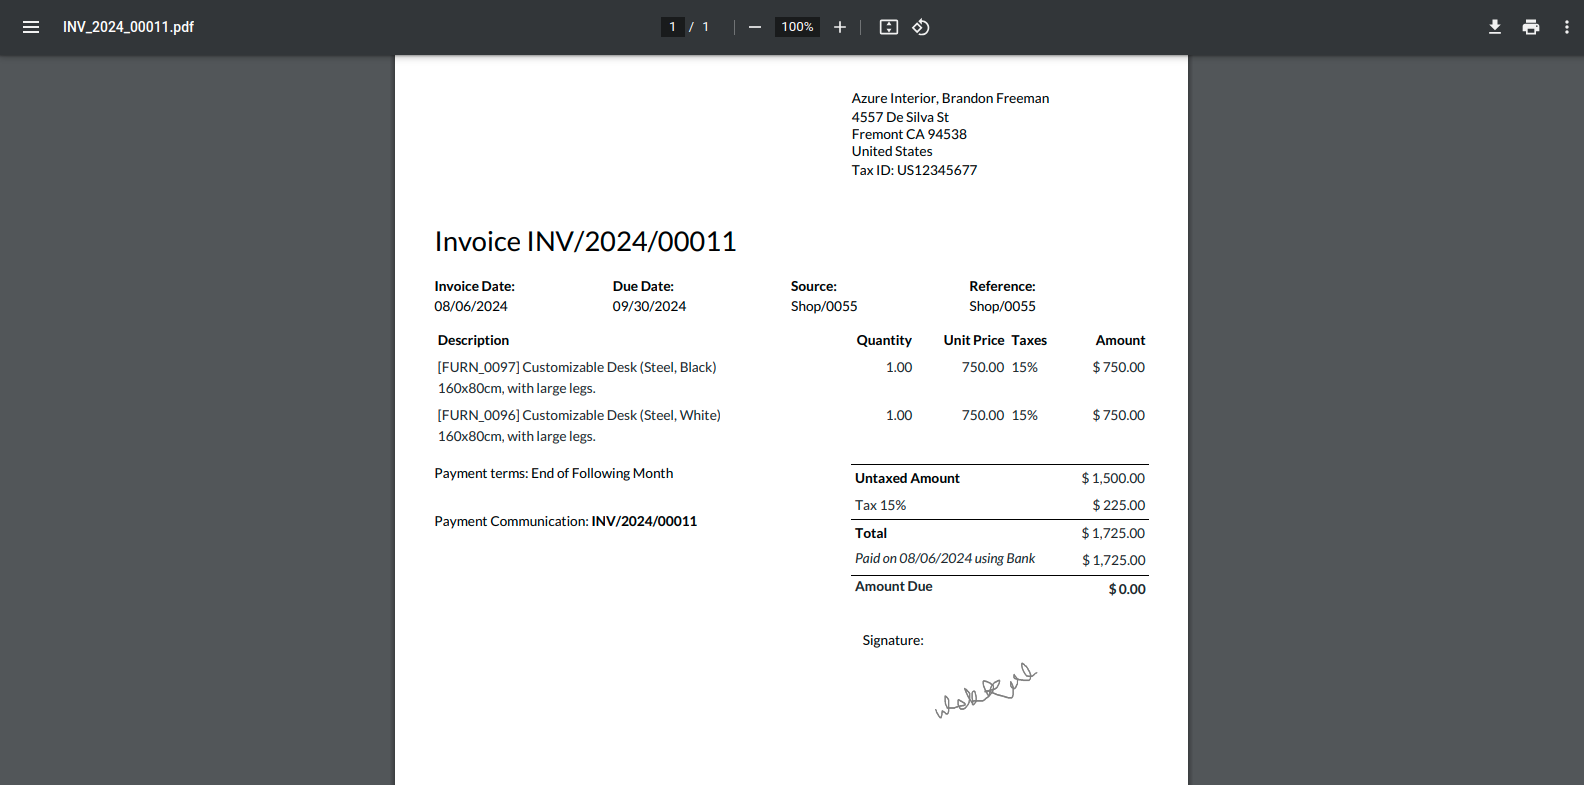 INV_2024_00011.pdf
1 / 1
100%
Azure Interior, Brandon Freeman
4557 De Silva St
Fremont CA 94538
United States
Tax ID: US12345677
Invoice INV/2024/00011
Invoice Date: Due Date: Source: Reference:
08/06/2024 09/30/2024 Shop/0055 Shop/0055
Description Quantity Unit Price Taxes Amount
[FURN_0097] Customizable Desk (Steel, Black) 1.00 750.00 15% $ 750.00
160x80cm, with large legs.
[FURN_0096] Customizable Desk (Steel, White) 1.00 750.00 15% $ 750.00
160x80cm, with large legs.
Payment terms: End of Following Month
Payment Communication: INV/2024/00011
Untaxed Amount $ 1,500.00
Tax 15% $ 225.00
Total $ 1,725.00
Paid on 08/06/2024 using Bank $ 1,725.00
Amount Due $ 0.00
Signature: